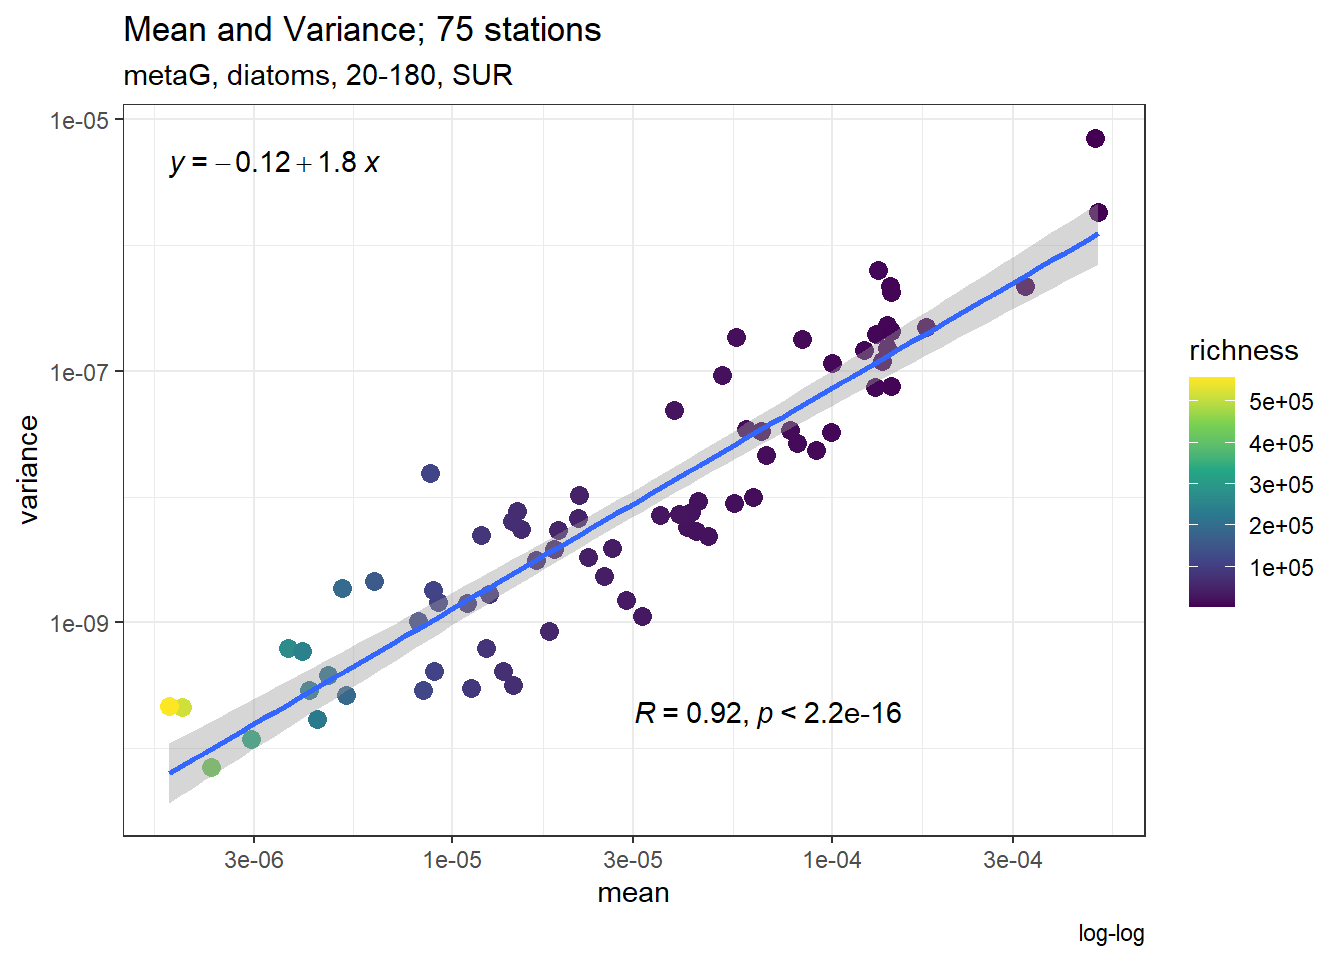 Mean and Variance; 75 stations
metaG, diatoms, 20-180, SUR
y = −0.12 + 1.8 x
R = 0.92, p < 2.2e-16
variance
1e-05
1e-07
1e-09
3e-06
1e-05
3e-05
1e-04
3e-04
mean
richness
5e+05
4e+05
3e+05
2e+05
1e+05
log-log